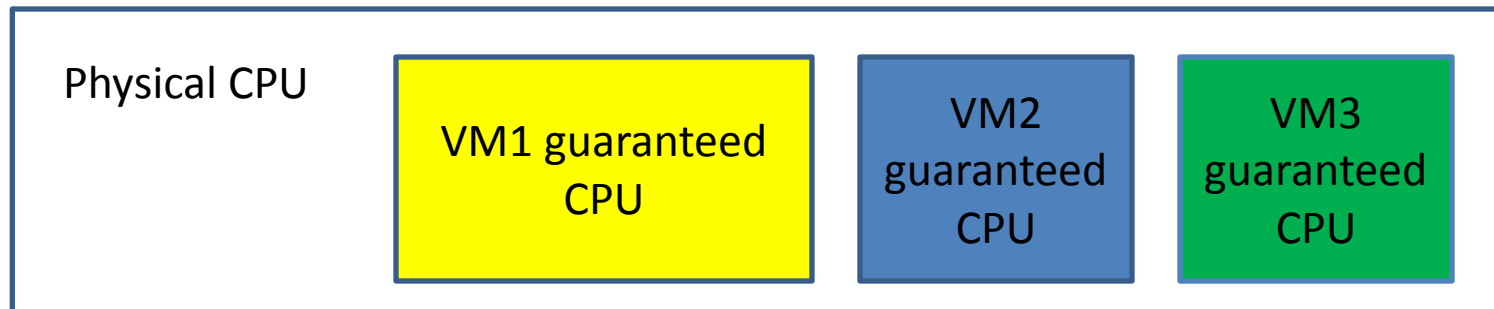 Physical CPU
VM1 guaranteed
CPU
VM2
guaranteed
CPU
VM3
guaranteed
CPU